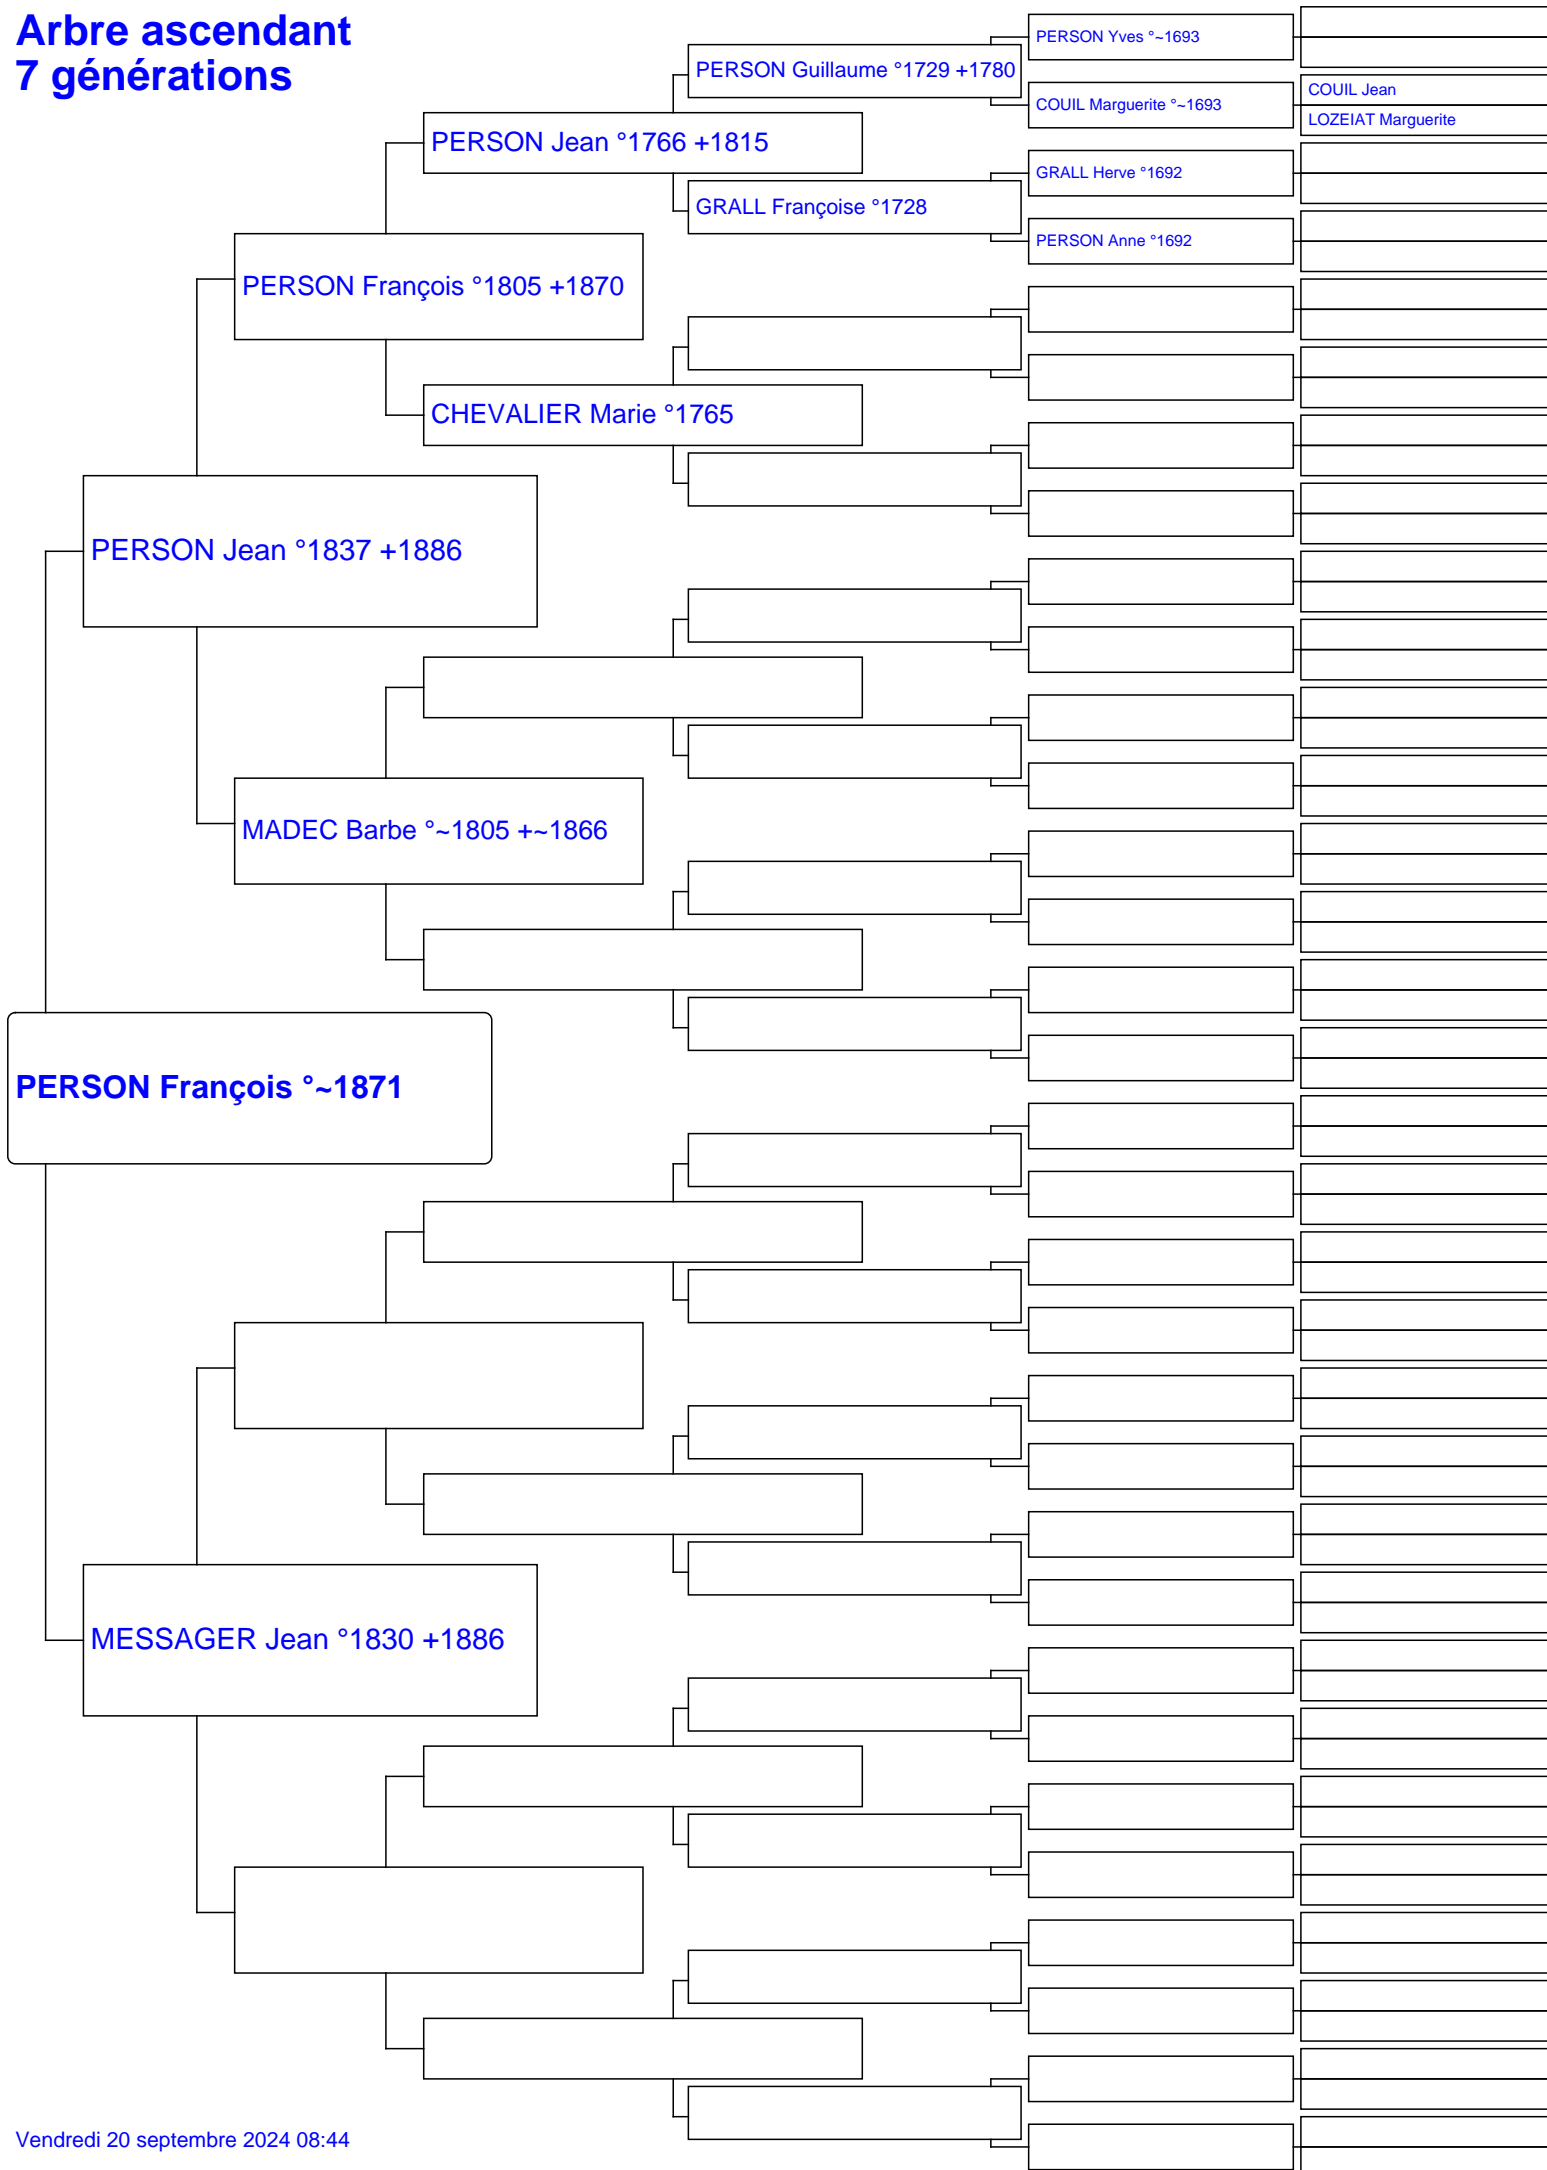 Arbre ascendant
7 générations
PERSON Yves °~1693
PERSON Guillaume °1729 +1780
COUIL Jean
COUIL Marguerite °~1693
LOZEIAT Marguerite
PERSON Jean °1766 +1815
GRALL Herve °1692
GRALL Françoise °1728
PERSON Anne °1692
PERSON François °1805 +1870
CHEVALIER Marie °1765
PERSON Jean °1837 +1886
MADEC Barbe °~1805 +~1866
PERSON François °~1871
MESSAGER Jean °1830 +1886
Vendredi 20 septembre 2024 08:44